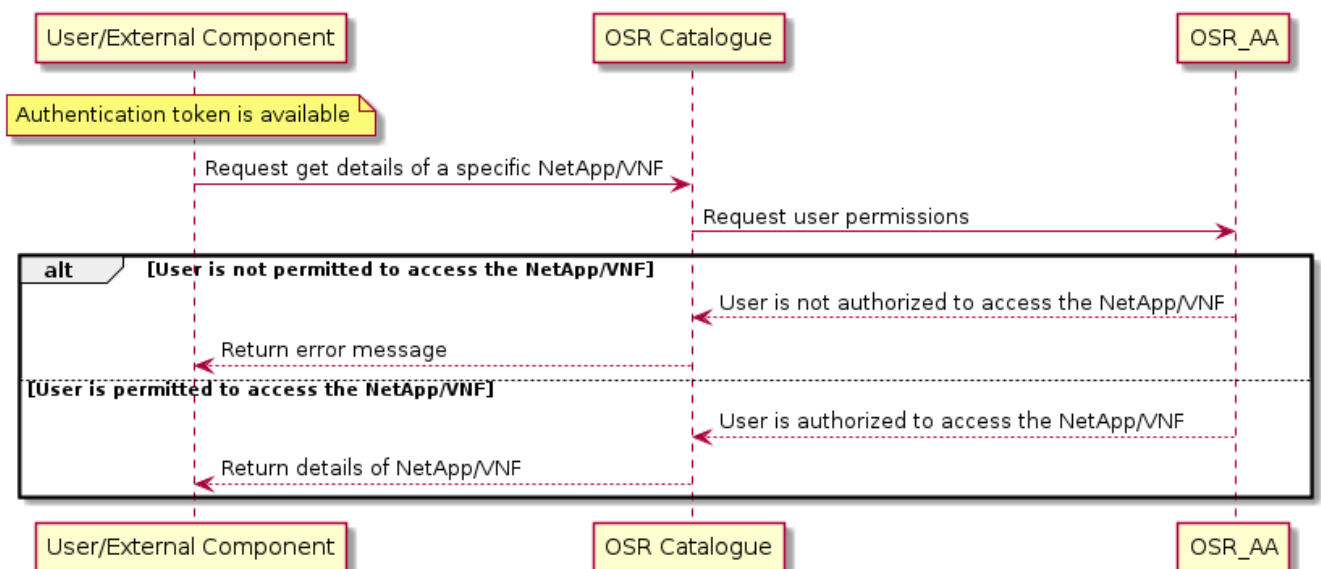 User/External Component
OSR Catalogue
OSR_AA
Authentication token is available
Request get details of a specific NetApp/VNF
Request user permissions
alt
[User is not permitted to access the NetApp/VNF]
User is not authorized to access the NetApp/VNF
Return error message
[User is permitted to access the NetApp/VNF]
User is authorized to access the NetApp/VNF
Return details of NetApp/VNF
User/External Component
OSR Catalogue
OSR_AA